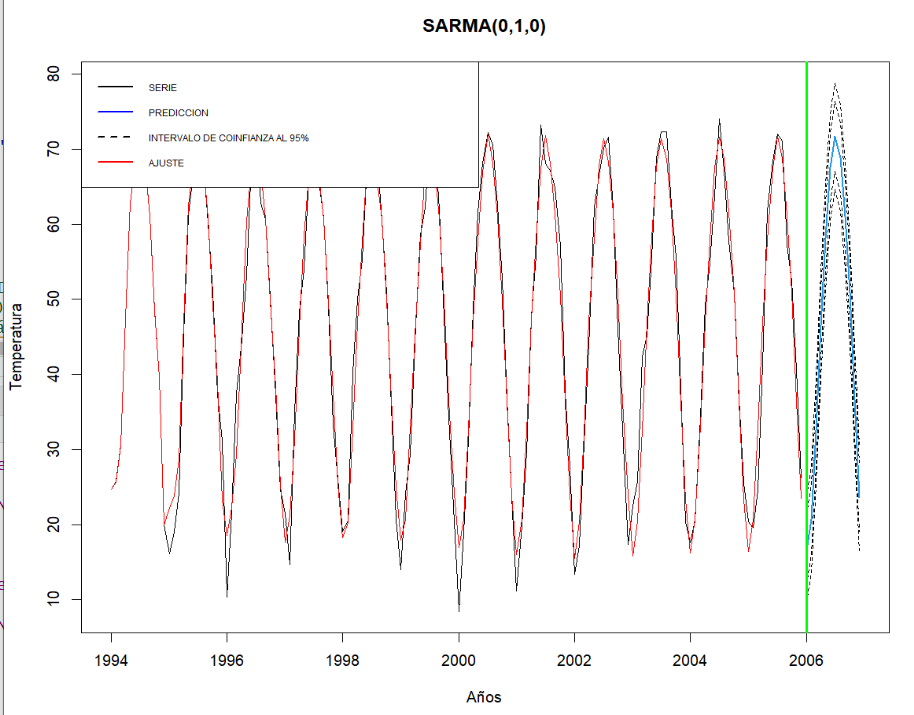 SARMA(0,1,0)
SERIE
PREDICCION
INTERVALO DE COINFIANZA AL 95%
AJUSTE
80
70
60
50
40
30
20
10
Temperatura
1994 1996 1998 2000 2002 2004 2006
Años